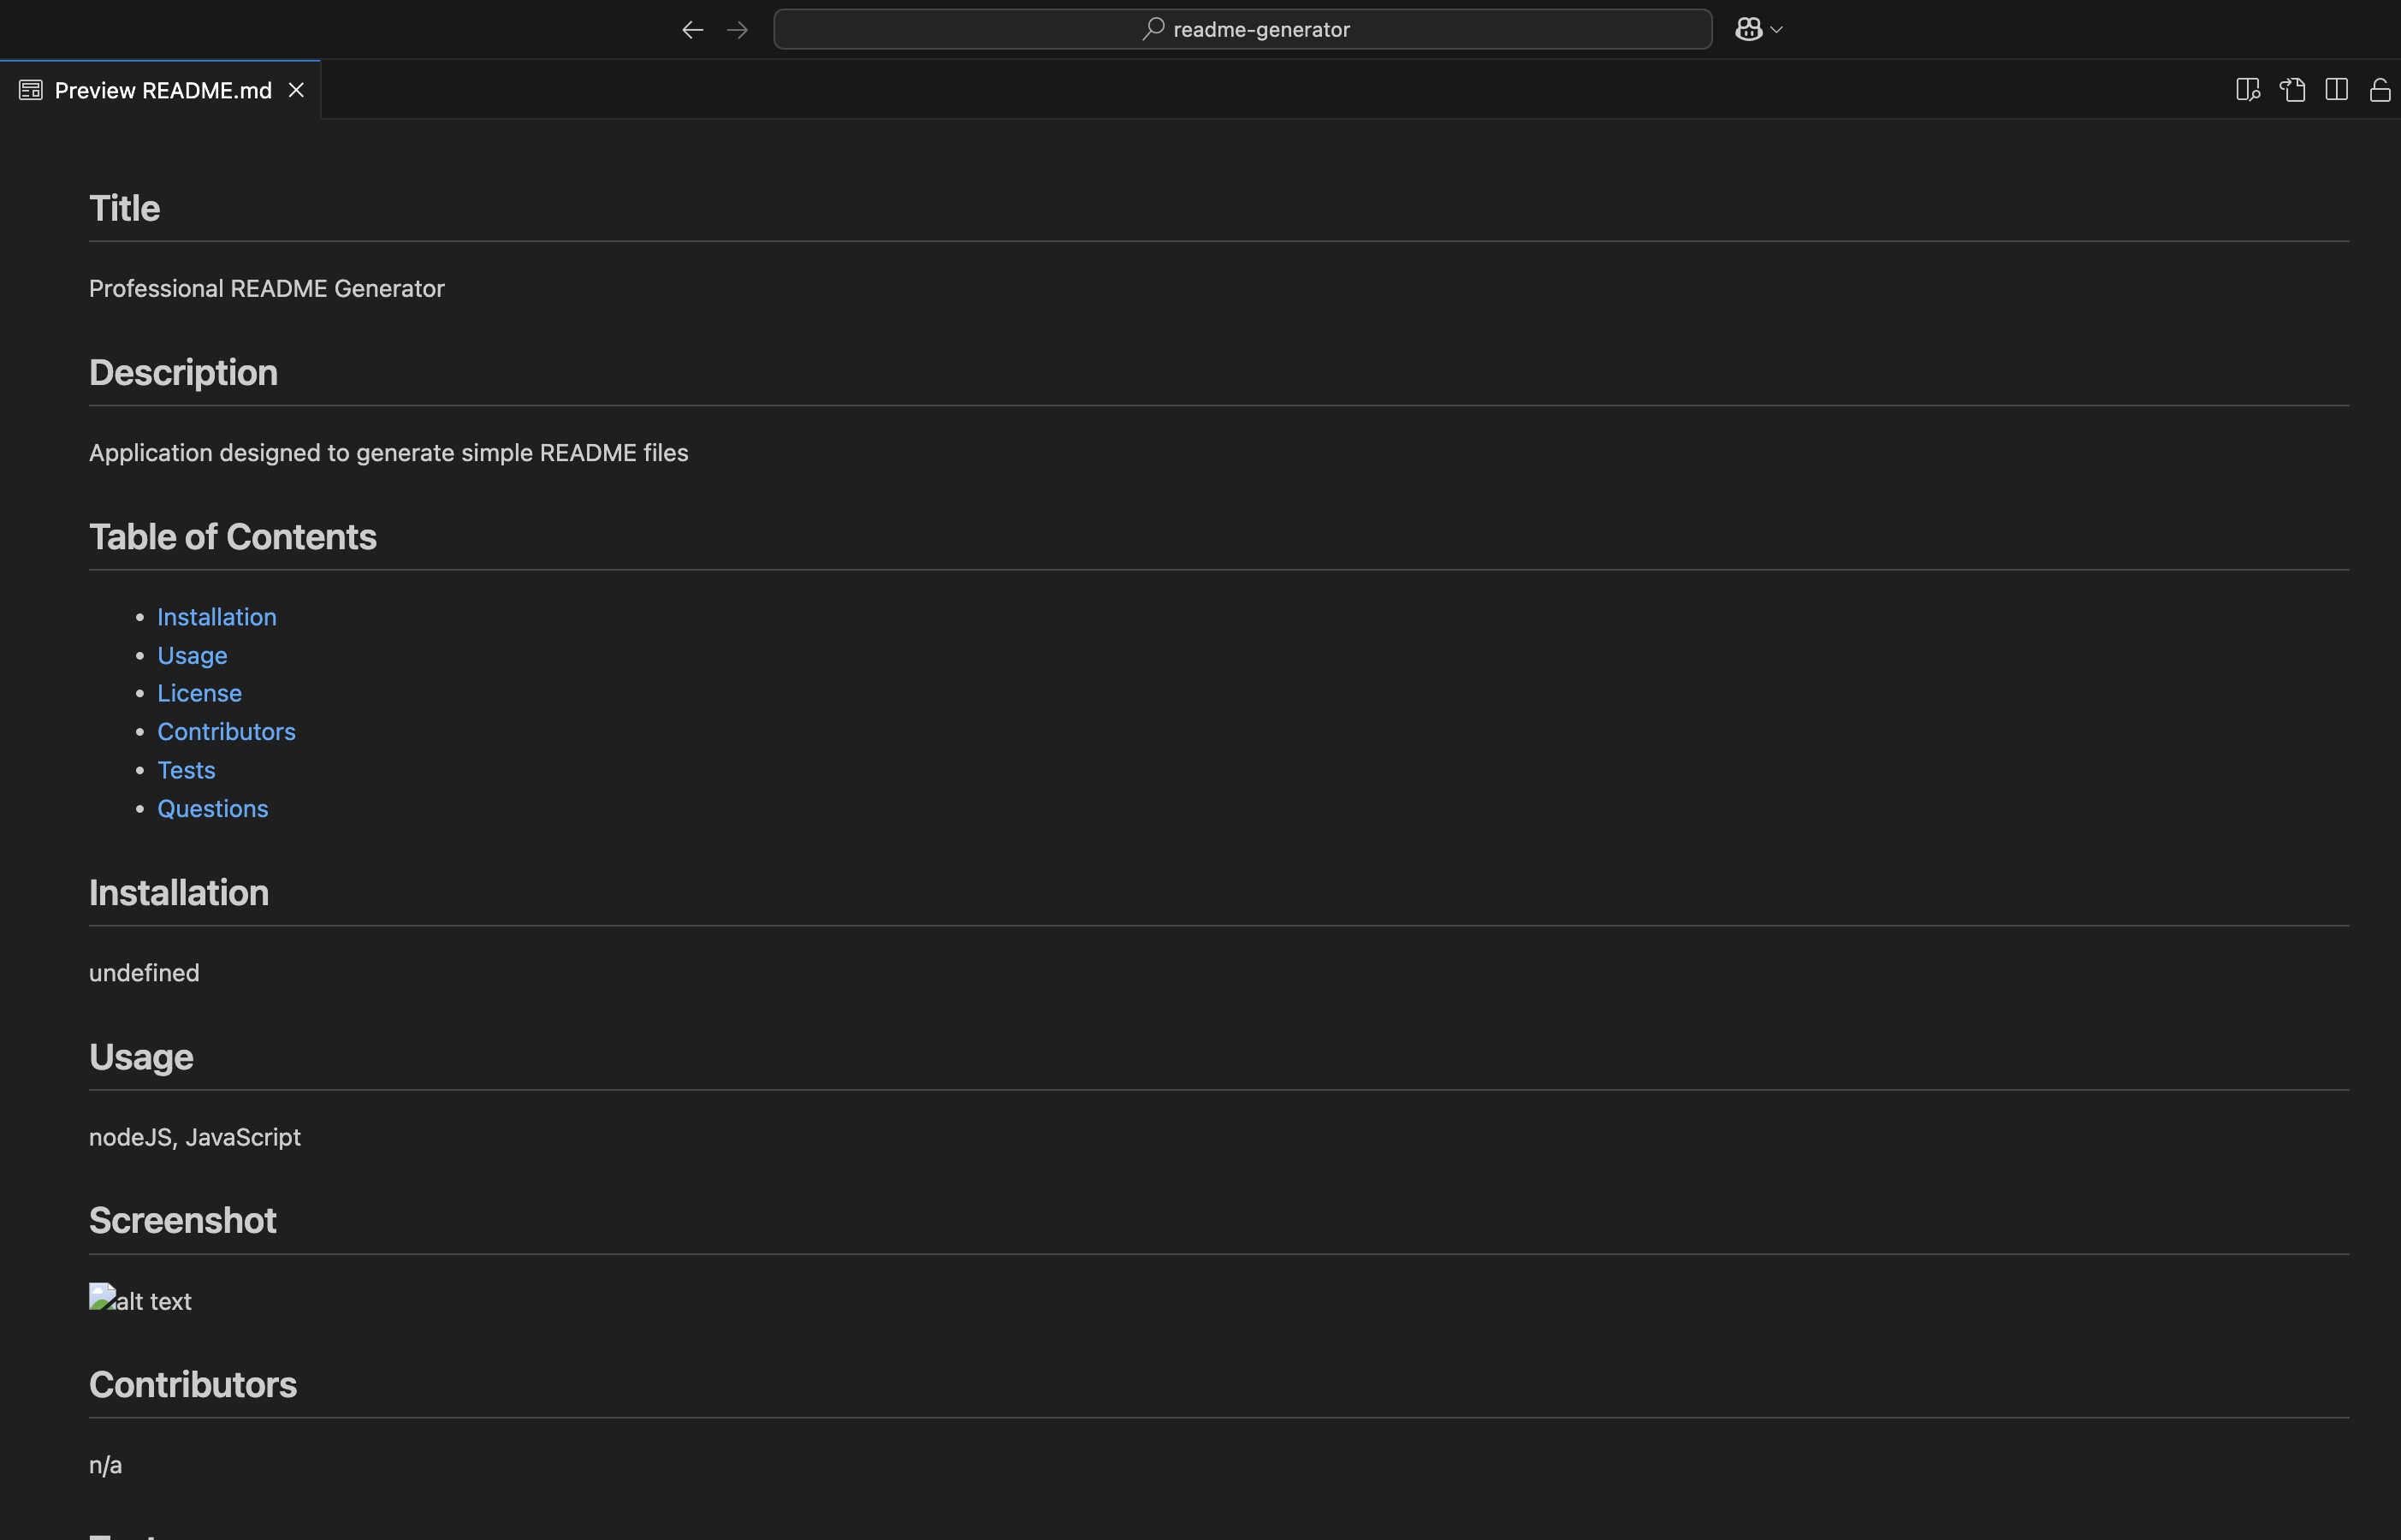 readme-generator
Preview README.md
Title
Professional README Generator
Description
Application designed to generate simple README files
Table of Contents
Installation
Usage
License
Contributors
Tests
Questions
Installation
undefined
Usage
nodeJS, JavaScript
Screenshot
alt text
Contributors
n/a